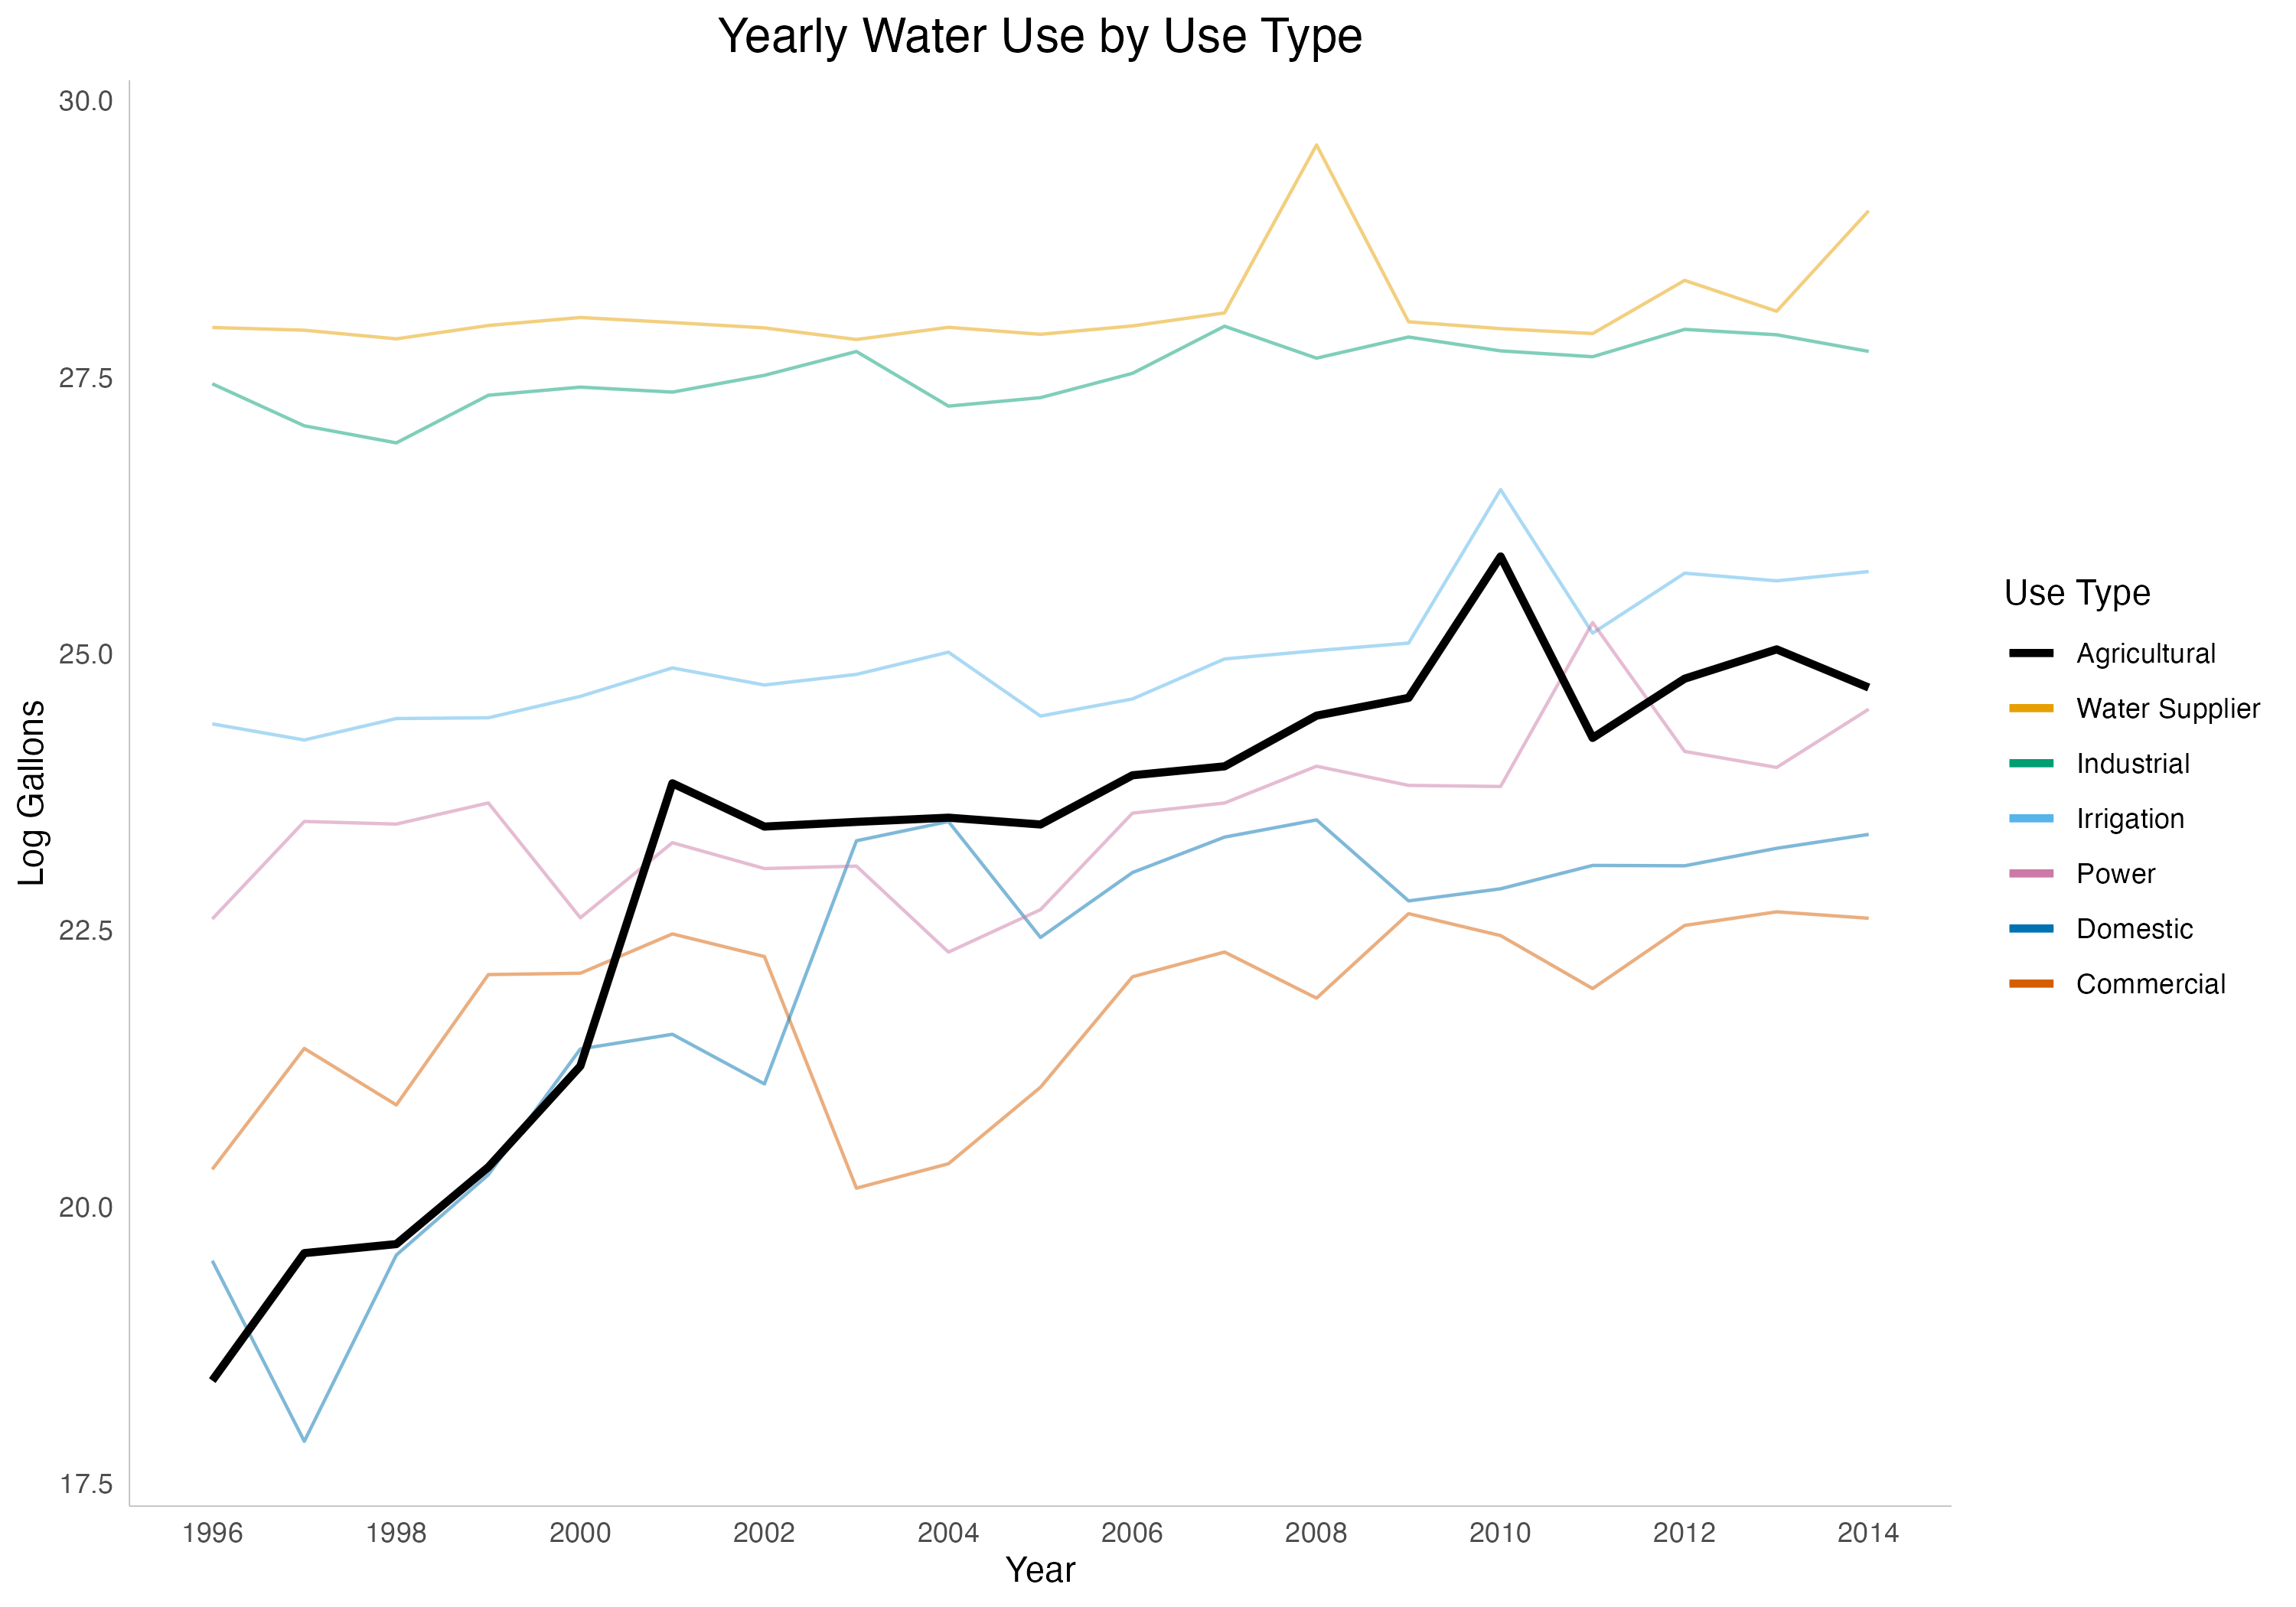 Yearly Water Use by Use Type
Log Gallons
30.0
27.5
25.0
22.5
20.0
17.5
1996 1998 2000 2002 2004 2006 2008 2010 2012 2014
Year
Use Type
Agricultural
Water Supplier
Industrial
Irrigation
Power
Domestic
Commercial